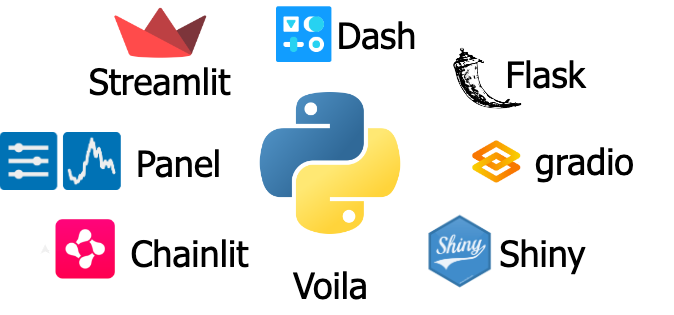 Dash
Streamlit
Flask
Panel
gradio
Chainlit
Shiny
Shiny
Voila